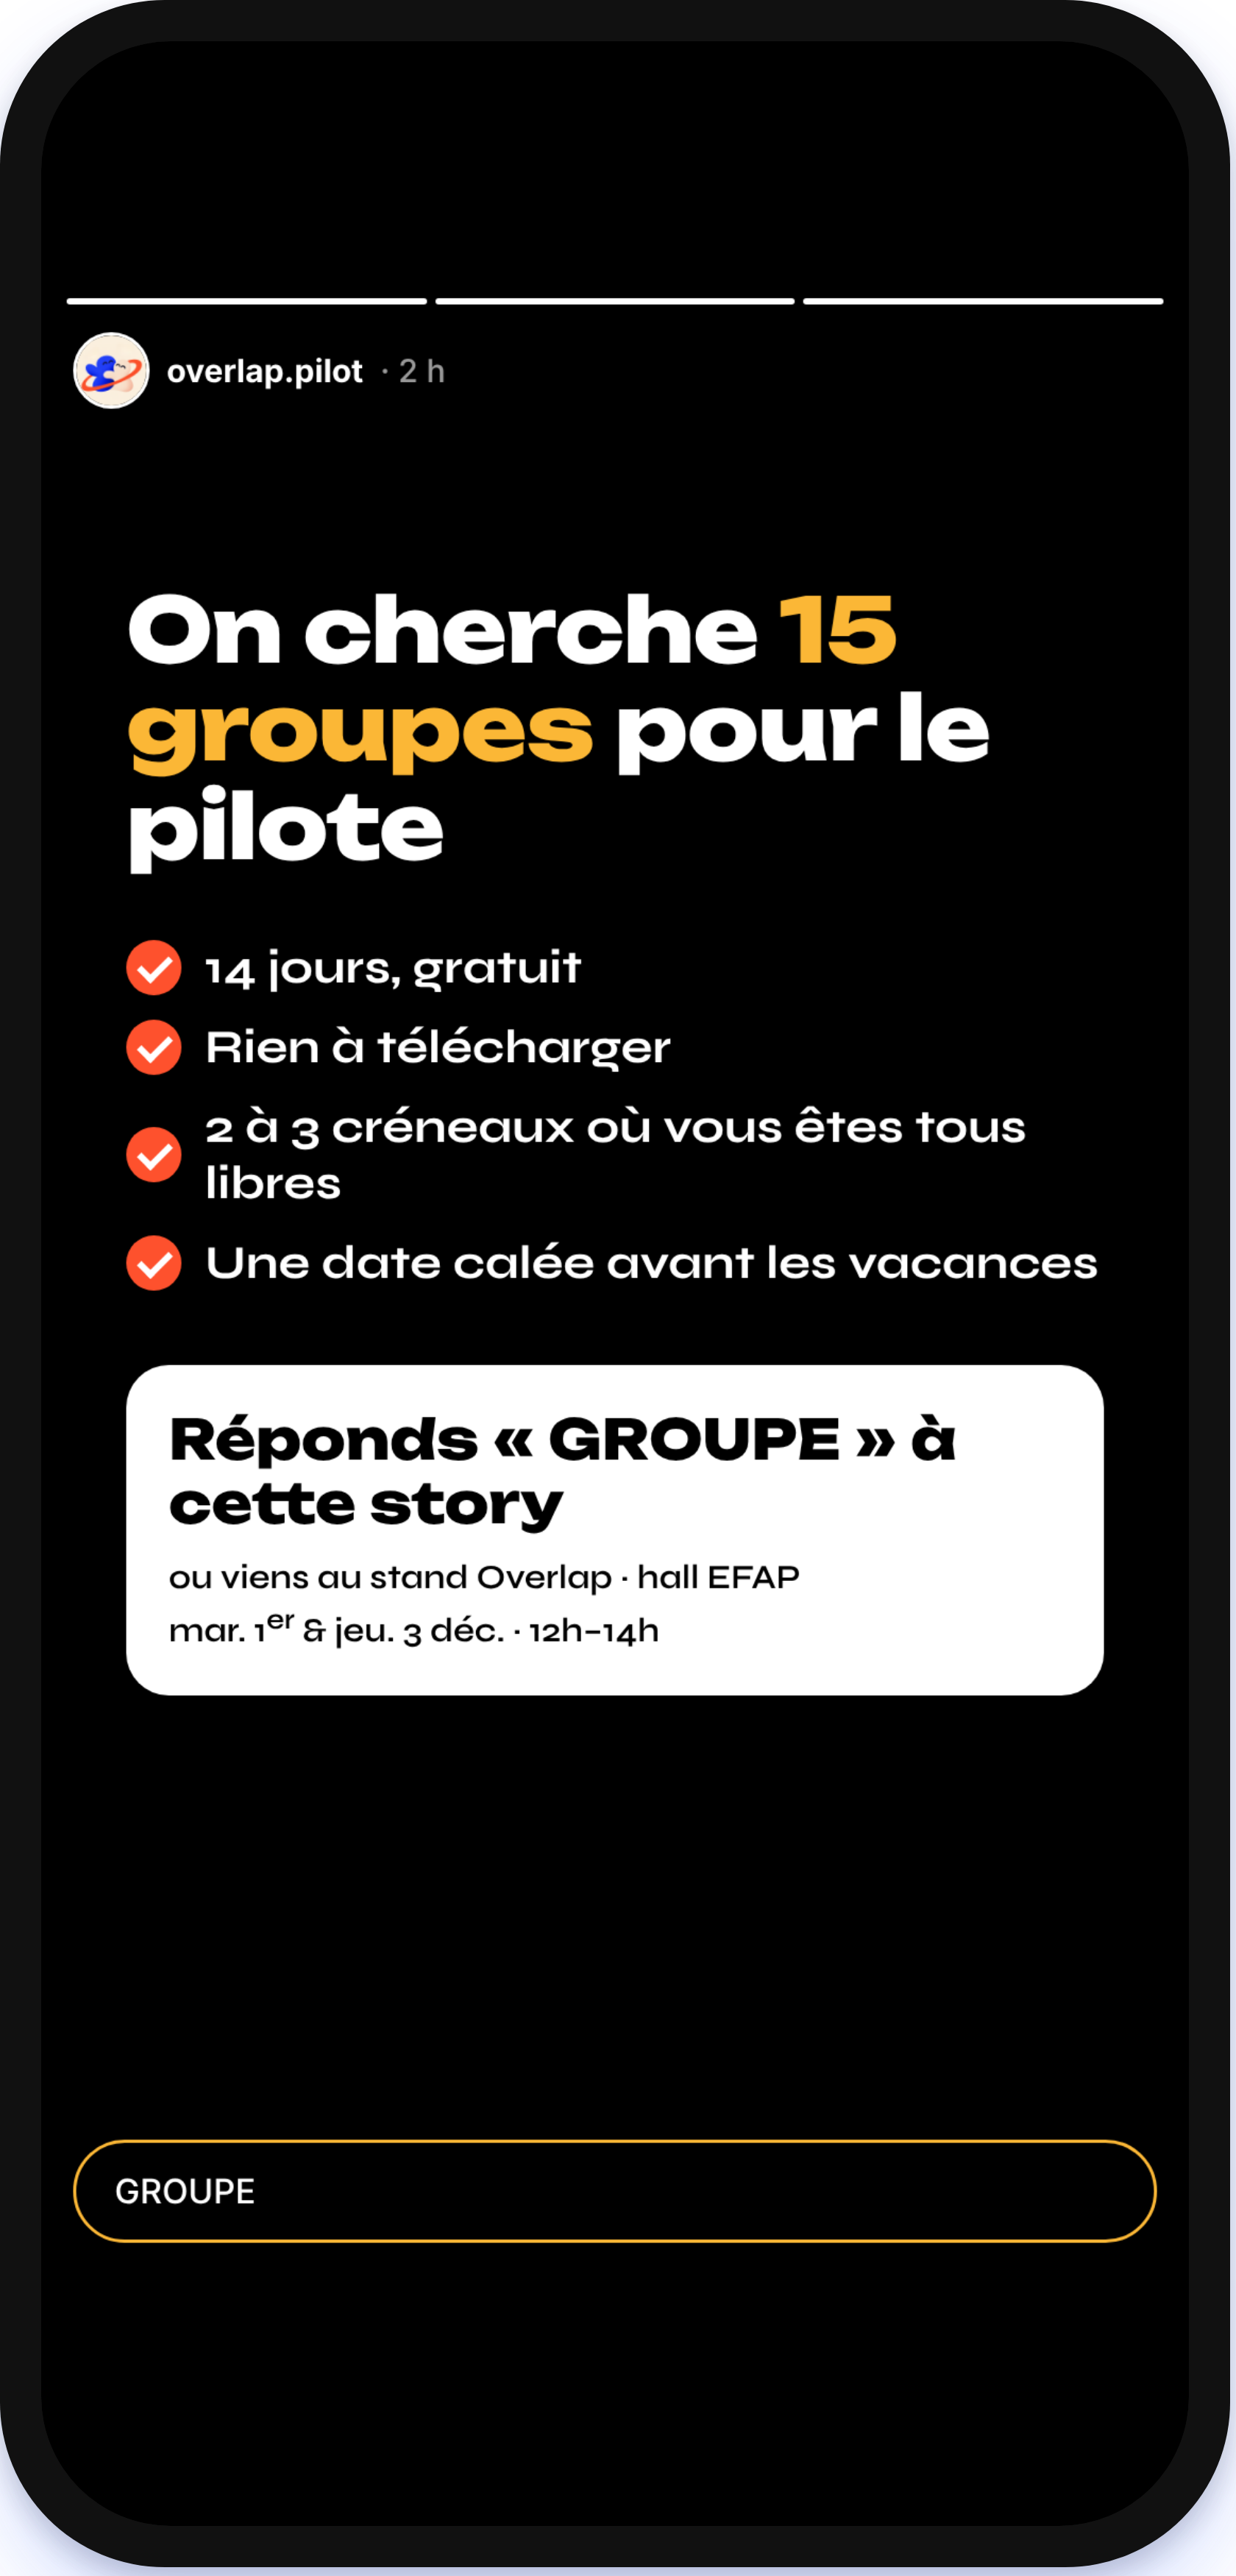 overlap.pilot · 2 h
On cherche 15
groupes pour le
pilote
14 jours, gratuit
Rien à télécharger
2 à 3 créneaux où vous êtes tous
libres
Une date calée avant les vacances
Réponds « GROUPE » à
cette story
ou viens au stand Overlap · hall EFAP
mar. 1er & jeu. 3 déc. · 12h–14h
GROUPE